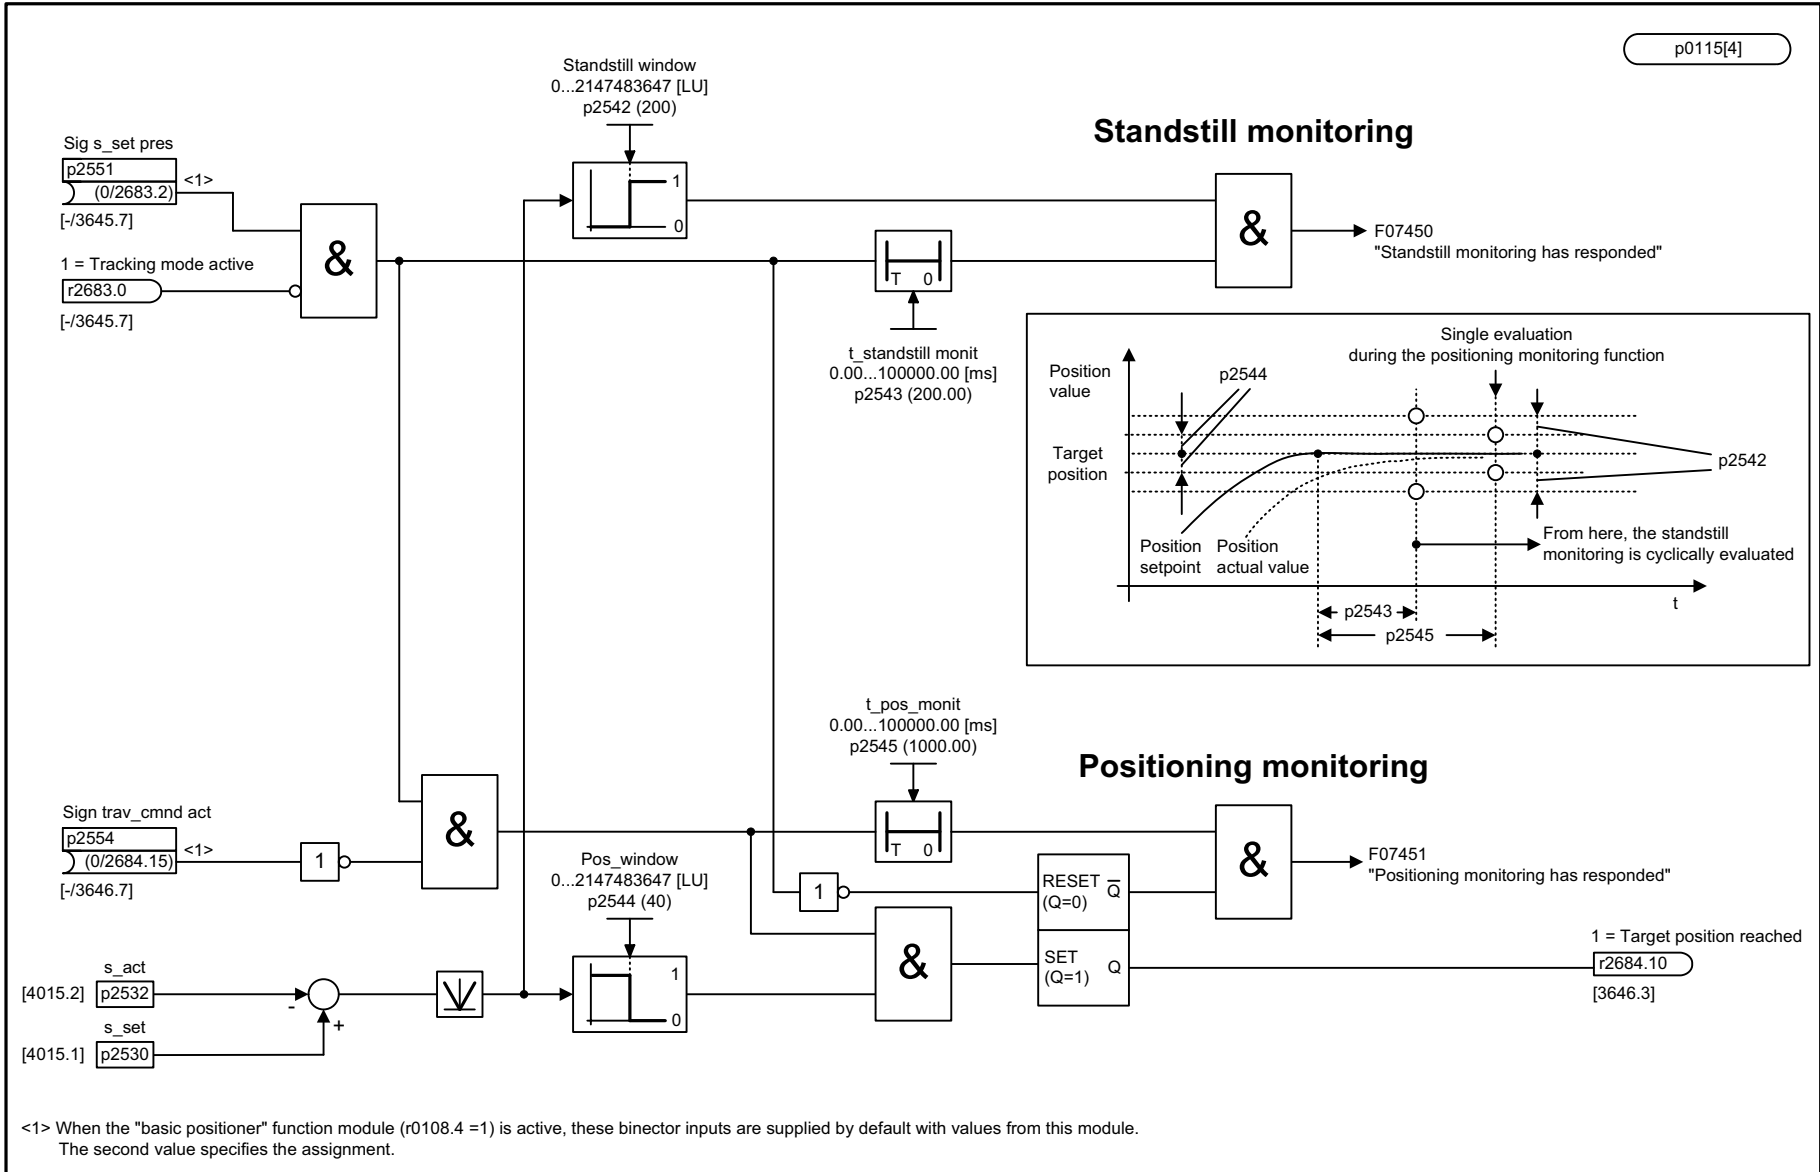 p0115[4]
Standstill window
0...2147483647 [LU]
p2542 (200)
Standstill monitoring
Sig s_set pres
p2551
<1>
(0/2683.2)
[-/3645.7]
1
0
&
&
1 = Tracking mode active
r2683.0
[-/3645.7]
T 0
F07450
"Standstill monitoring has responded"
t_standstill monit
0.00...100000.00 [ms]
p2543 (200.00)
Single evaluation
during the positioning monitoring function
Position
value
p2544
Target
position
p2542
Position
setpoint
Position
actual value
From here, the standstill
monitoring is cyclically evaluated
t
p2543
p2545
t_pos_monit
0.00...100000.00 [ms]
p2545 (1000.00)
Positioning monitoring
Sign trav_cmnd act
p2554
<1>
(0/2684.15)
[-/3646.7]
1
&
T 0
&
F07451
"Positioning monitoring has responded"
Pos_window
0...2147483647 [LU]
p2544 (40)
1
RESET Q̅
(Q=0)
SET Q
(Q=1)
&
1 = Target position reached
r2684.10
[3646.3]
s_act
[4015.2] p2532
-
+
1
0
s_set
[4015.1] p2530
<1> When the "basic positioner" function module (r0108.4 =1) is active, these binector inputs are supplied by default with values from this module.
The second value specifies the assignment.